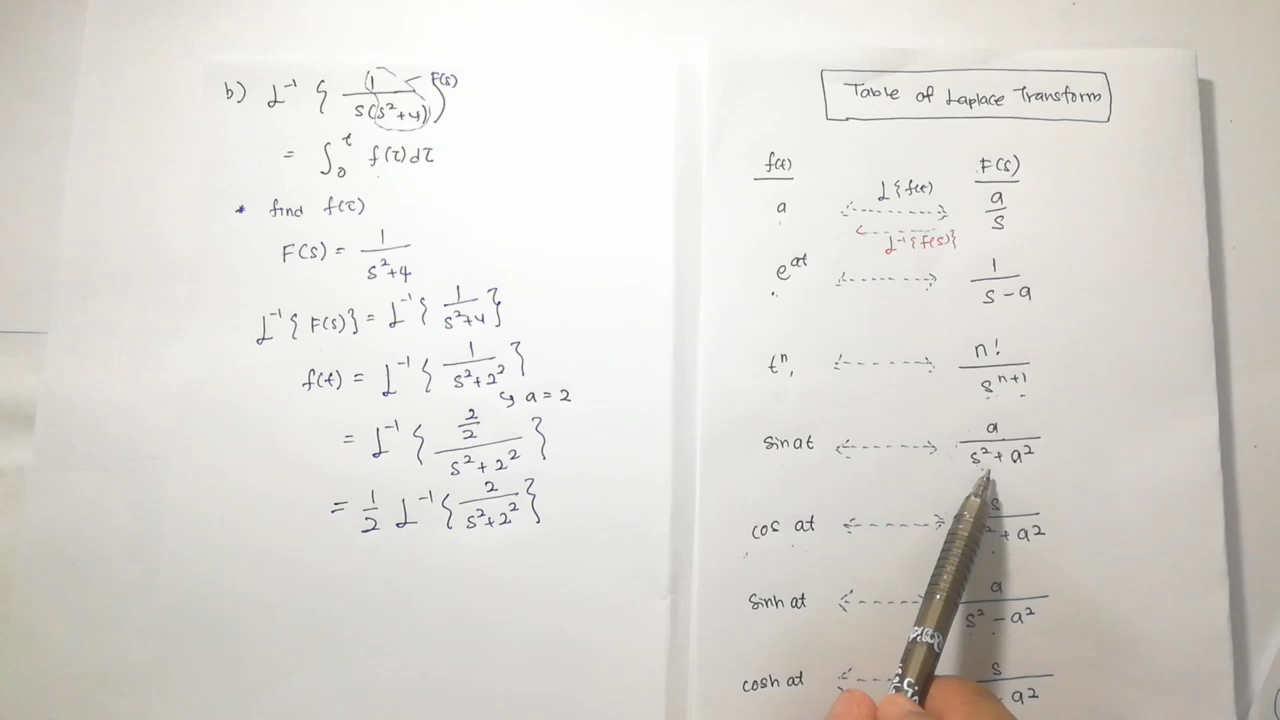 b) L⁻¹ { 1 / s(s²+4) } F(s)
= ∫₀ᵗ f(τ)dτ
* find f(τ)
F(s) = 1 / s²+4
L⁻¹{F(s)} = L⁻¹ { 1 / s²+4 }
f(t) = L⁻¹ { 1 / s²+2² }
↳ a = 2
= L⁻¹ { 2/2 / s²+2² }
= 1/2 L⁻¹ { 2 / s²+2² }
Table of Laplace Transform
f(t) F(s)
L{f(t)}
a a/s
L⁻¹{F(s)}
e^at 1 / s-a
tⁿ, n! / sⁿ⁺¹
sin at a / s²+a²
cos at s / ²+a²
sinh at a / s²-a²
cosh at s / -a²